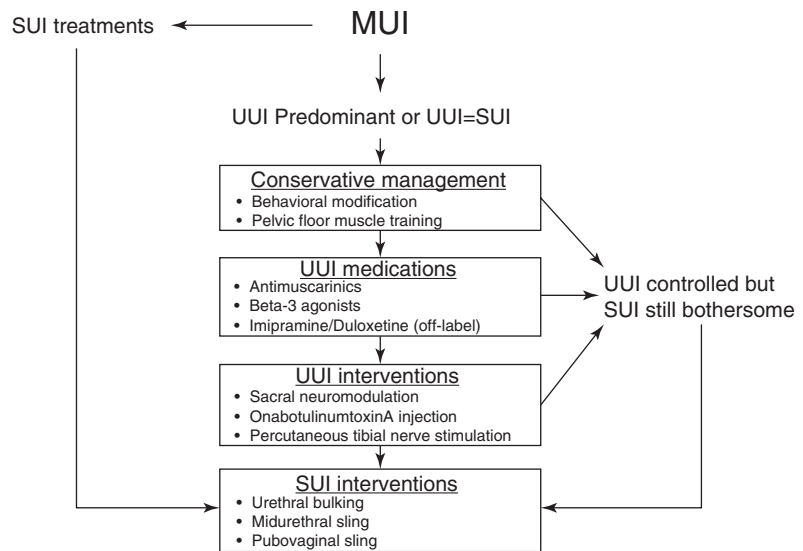 SUI treatments
MUI
UUI Predominant or UUI=SUI
Conservative management
• Behavioral modification
• Pelvic floor muscle training
UUI medications
• Antimuscarinics
• Beta-3 agonists
• Imipramine/Duloxetine (off-label)
UUI controlled but
SUI still bothersome
UUI interventions
• Sacral neuromodulation
• OnabotulinumtoxinA injection
• Percutaneous tibial nerve stimulation
SUI interventions
• Urethral bulking
• Midurethral sling
• Pubovaginal sling